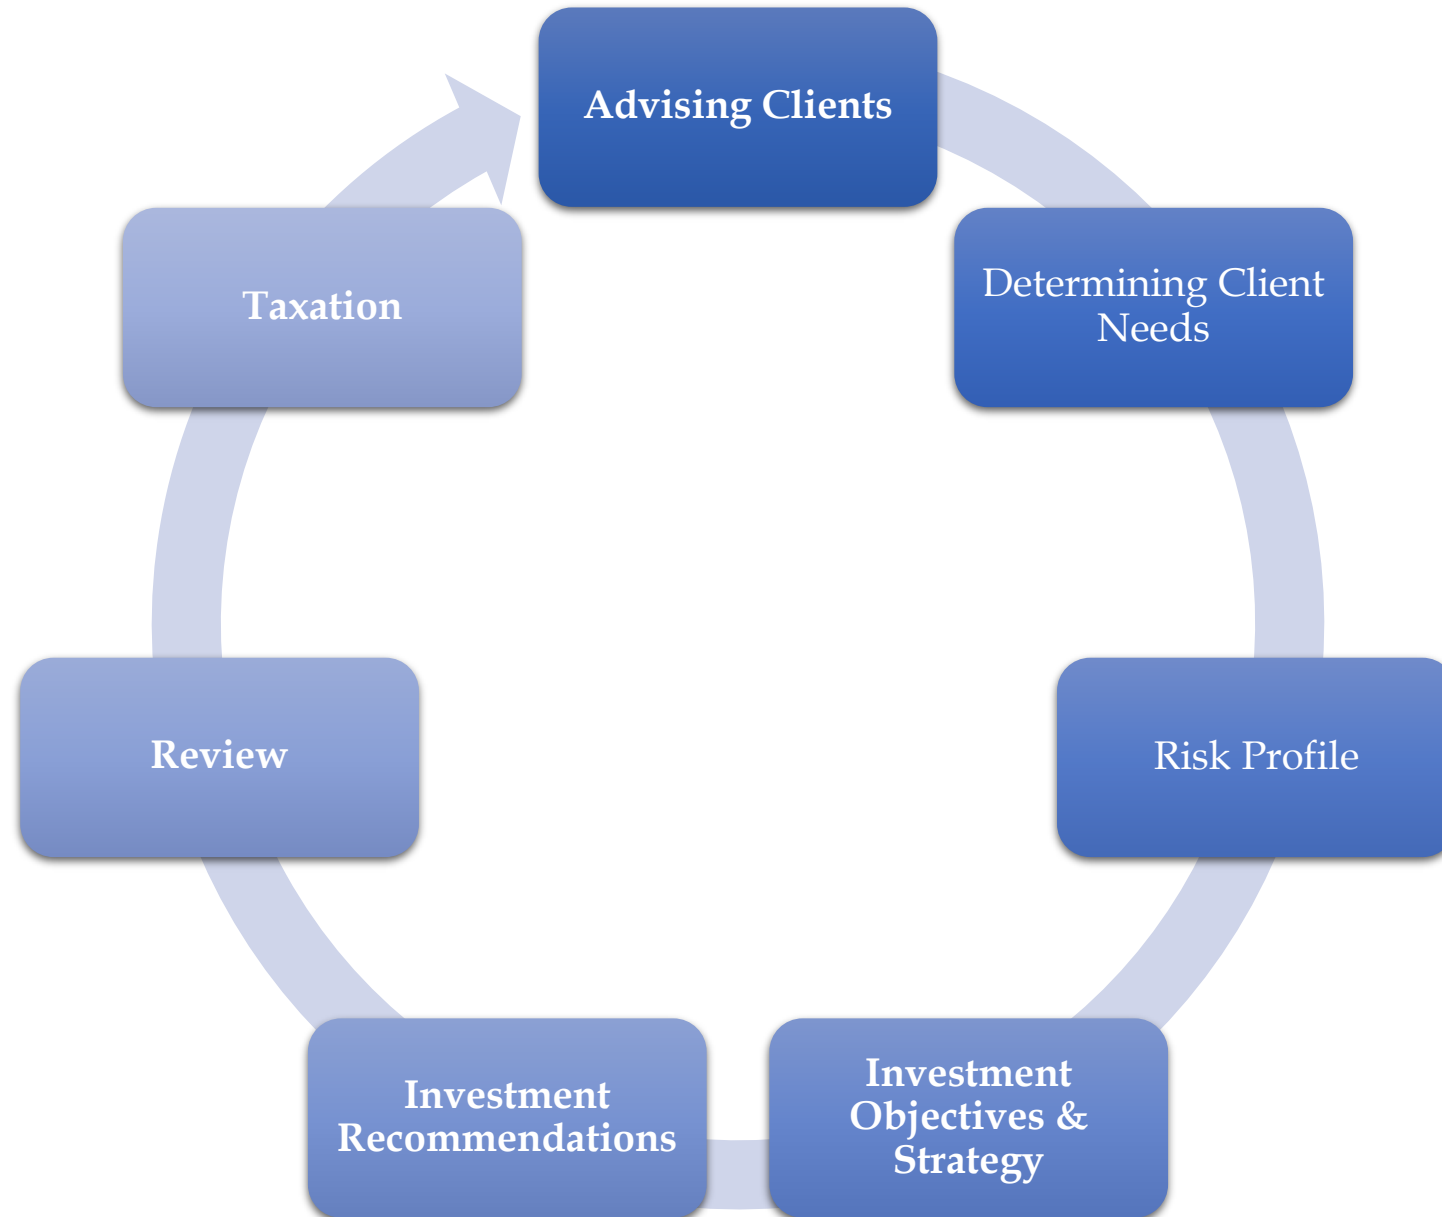 Advising Clients
Determining Client
Needs
Risk Profile
Investment
Objectives &
Strategy
Investment
Recommendations
Review
Taxation